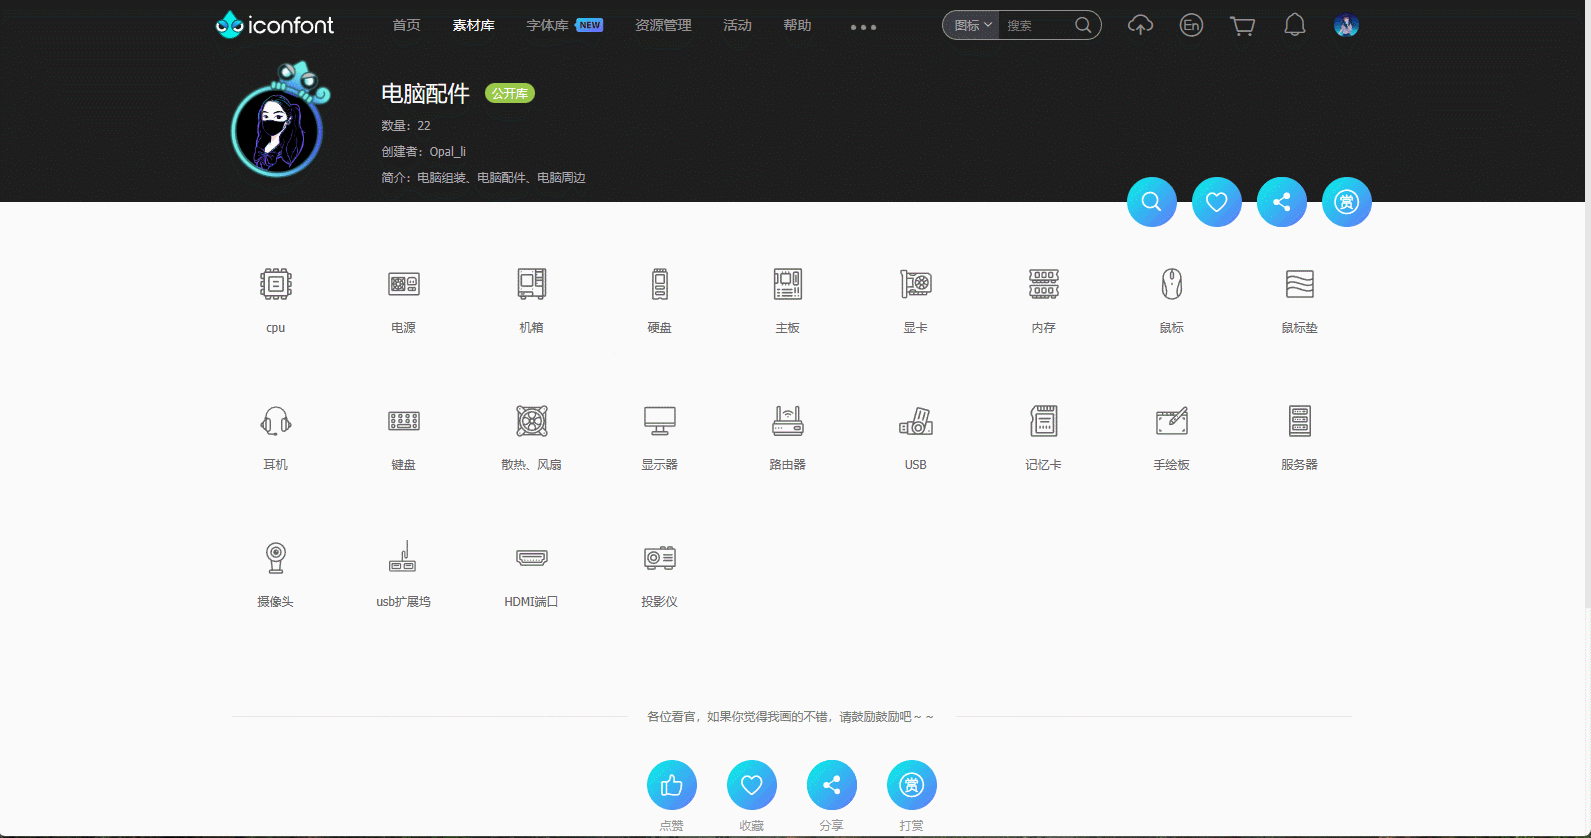 iconfont 首页 素材库 字体库 NEW 资源管理 活动 帮助 图标 搜索 En
电脑配件 公开库
数量：22
创建者：Opal_li
简介：电脑组装、电脑配件、电脑周边
赏
cpu 电源 机箱 硬盘 主板 显卡 内存 鼠标 鼠标垫
耳机 键盘 散热、风扇 显示器 路由器 USB 记忆卡 手绘板 服务器
摄像头 usb扩展坞 HDMI端口 投影仪
各位看官，如果你觉得我画的不错，请鼓励鼓励吧～～
赏
点赞 收藏 分享 打赏